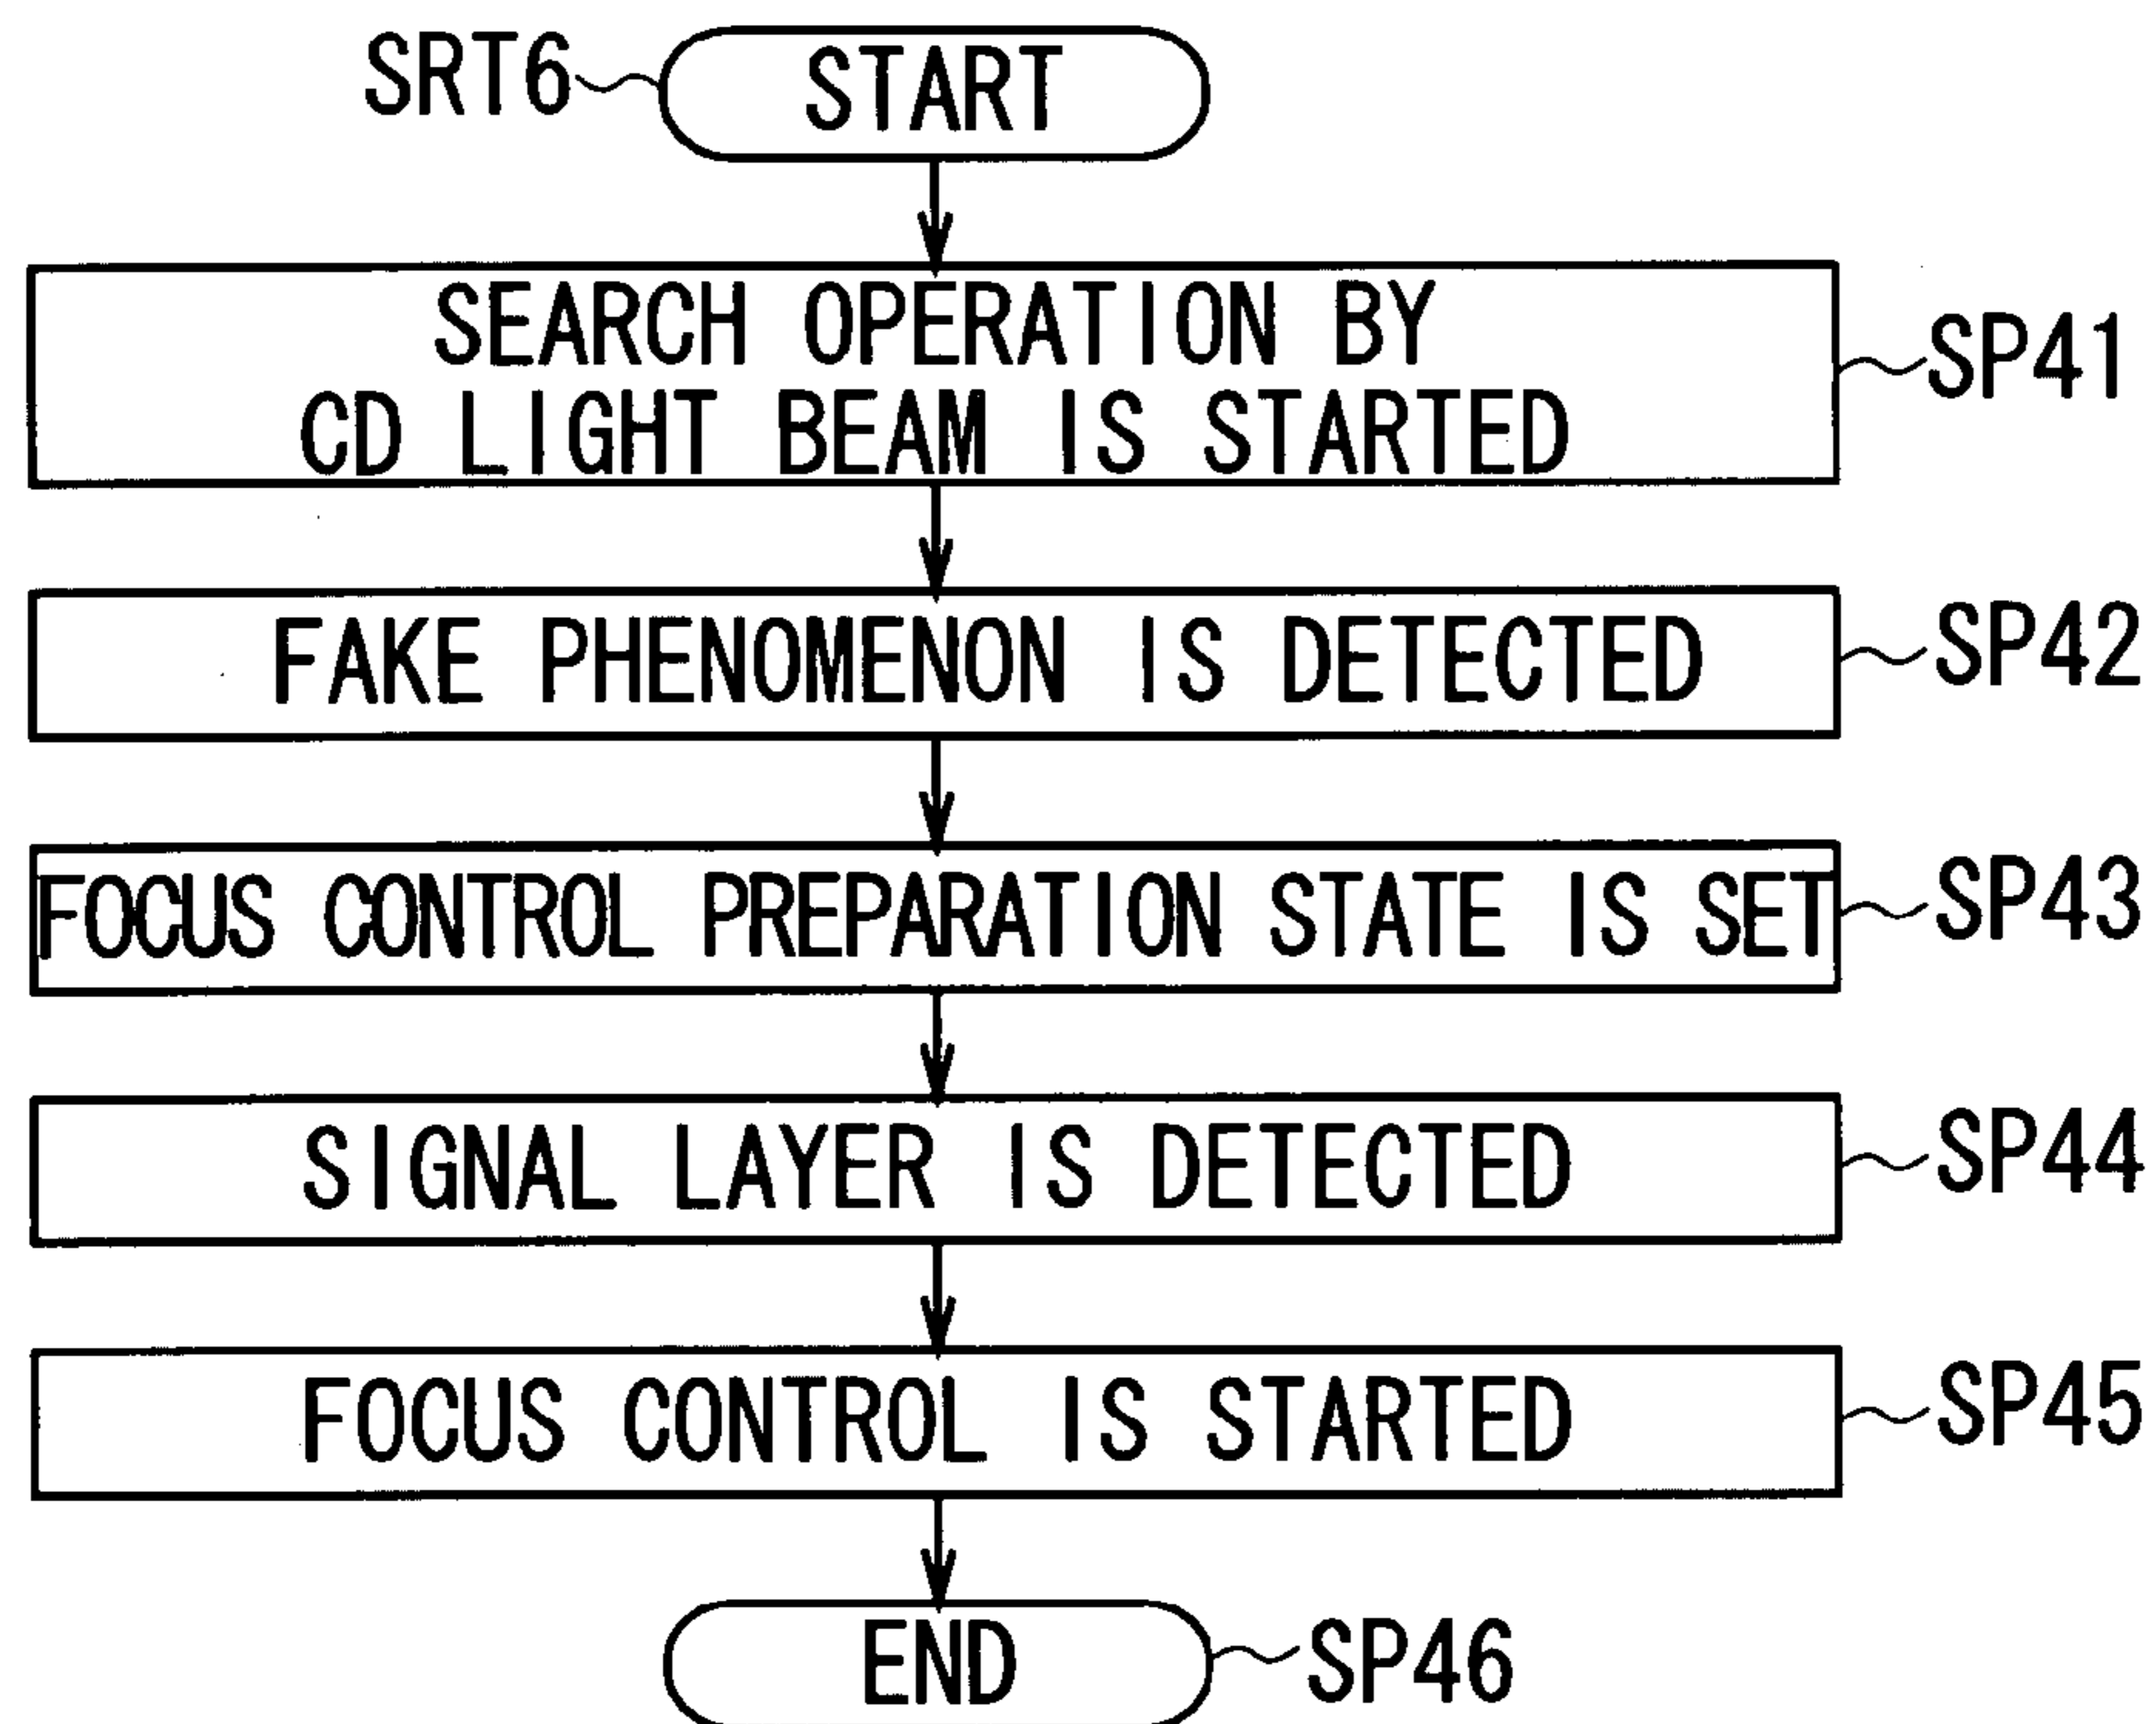 SRT6 START
SEARCH OPERATION BY
CD LIGHT BEAM IS STARTED
SP41
FAKE PHENOMENON IS DETECTED
SP42
FOCUS CONTROL PREPARATION STATE IS SET
SP43
SIGNAL LAYER IS DETECTED
SP44
FOCUS CONTROL IS STARTED
SP45
END
SP46